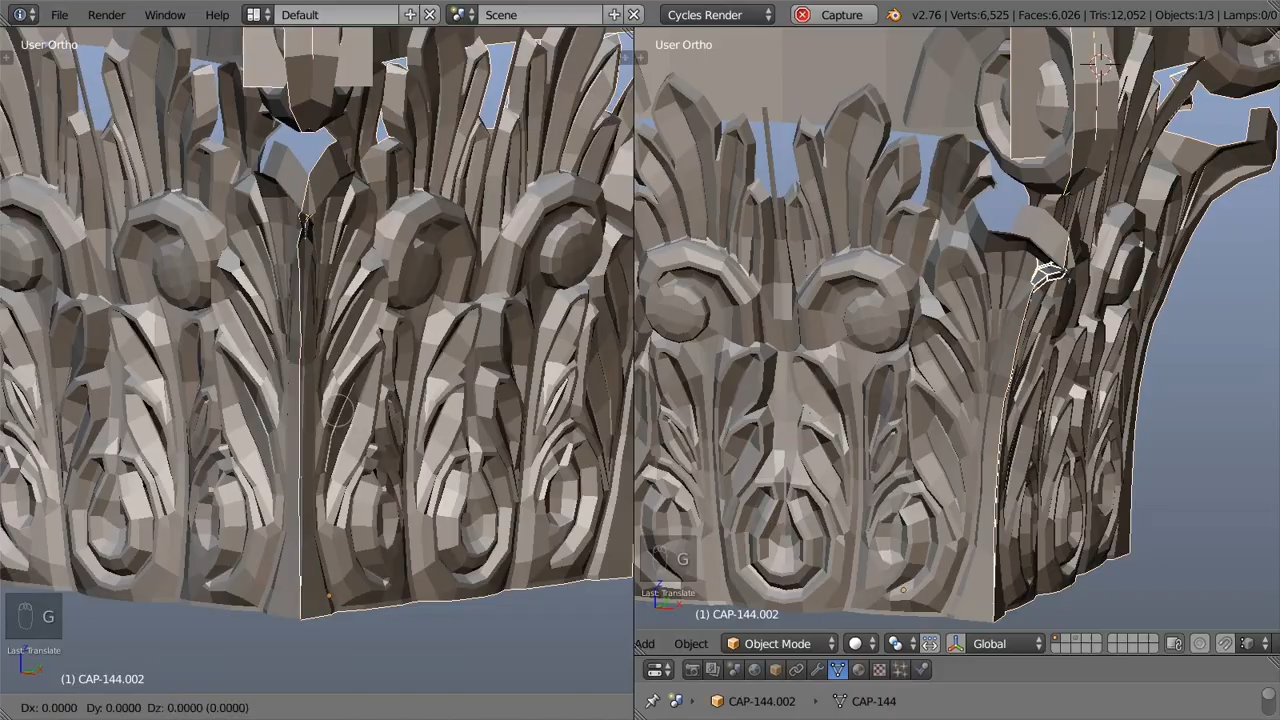 File Render Window Help Default Scene Cycles Render Capture v2.76 | Verts:6,525 | Faces:6,026 | Tris:12,052 | Objects:1/3 | Lamps:0/0
User Ortho
User Ortho
G
G
Last: Translate
(1) CAP-144.002
Add Object Object Mode Global
Last: Translate
(1) CAP-144.002
CAP-144.002 CAP-144
Dx: 0.0000 Dy: 0.0000 Dz: 0.0000 (0.0000)